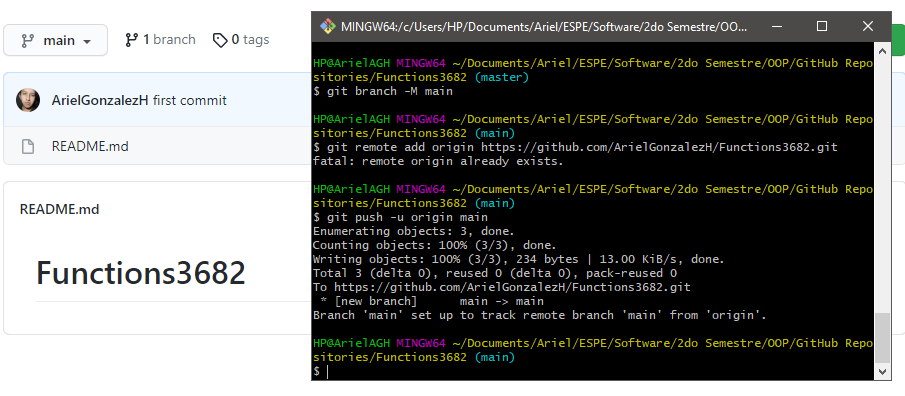 main
1 branch
0 tags
ArielGonzalezH first commit
README.md
README.md
Functions3682
MINGW64:/c/Users/HP/Documents/Ariel/ESPE/Software/2do Semestre/OO...
HP@ArielAGH MINGW64 ~/Documents/Ariel/ESPE/Software/2do Semestre/OOP/GitHub Repo
sitories/Functions3682 (master)
$ git branch -M main
HP@ArielAGH MINGW64 ~/Documents/Ariel/ESPE/Software/2do Semestre/OOP/GitHub Repo
sitories/Functions3682 (main)
$ git remote add origin https://github.com/ArielGonzalezH/Functions3682.git
fatal: remote origin already exists.
HP@ArielAGH MINGW64 ~/Documents/Ariel/ESPE/Software/2do Semestre/OOP/GitHub Repo
sitories/Functions3682 (main)
$ git push -u origin main
Enumerating objects: 3, done.
Counting objects: 100% (3/3), done.
Writing objects: 100% (3/3), 234 bytes | 13.00 KiB/s, done.
Total 3 (delta 0), reused 0 (delta 0), pack-reused 0
To https://github.com/ArielGonzalezH/Functions3682.git
 * [new branch]      main -> main
Branch 'main' set up to track remote branch 'main' from 'origin'.
HP@ArielAGH MINGW64 ~/Documents/Ariel/ESPE/Software/2do Semestre/OOP/GitHub Repo
sitories/Functions3682 (main)
$